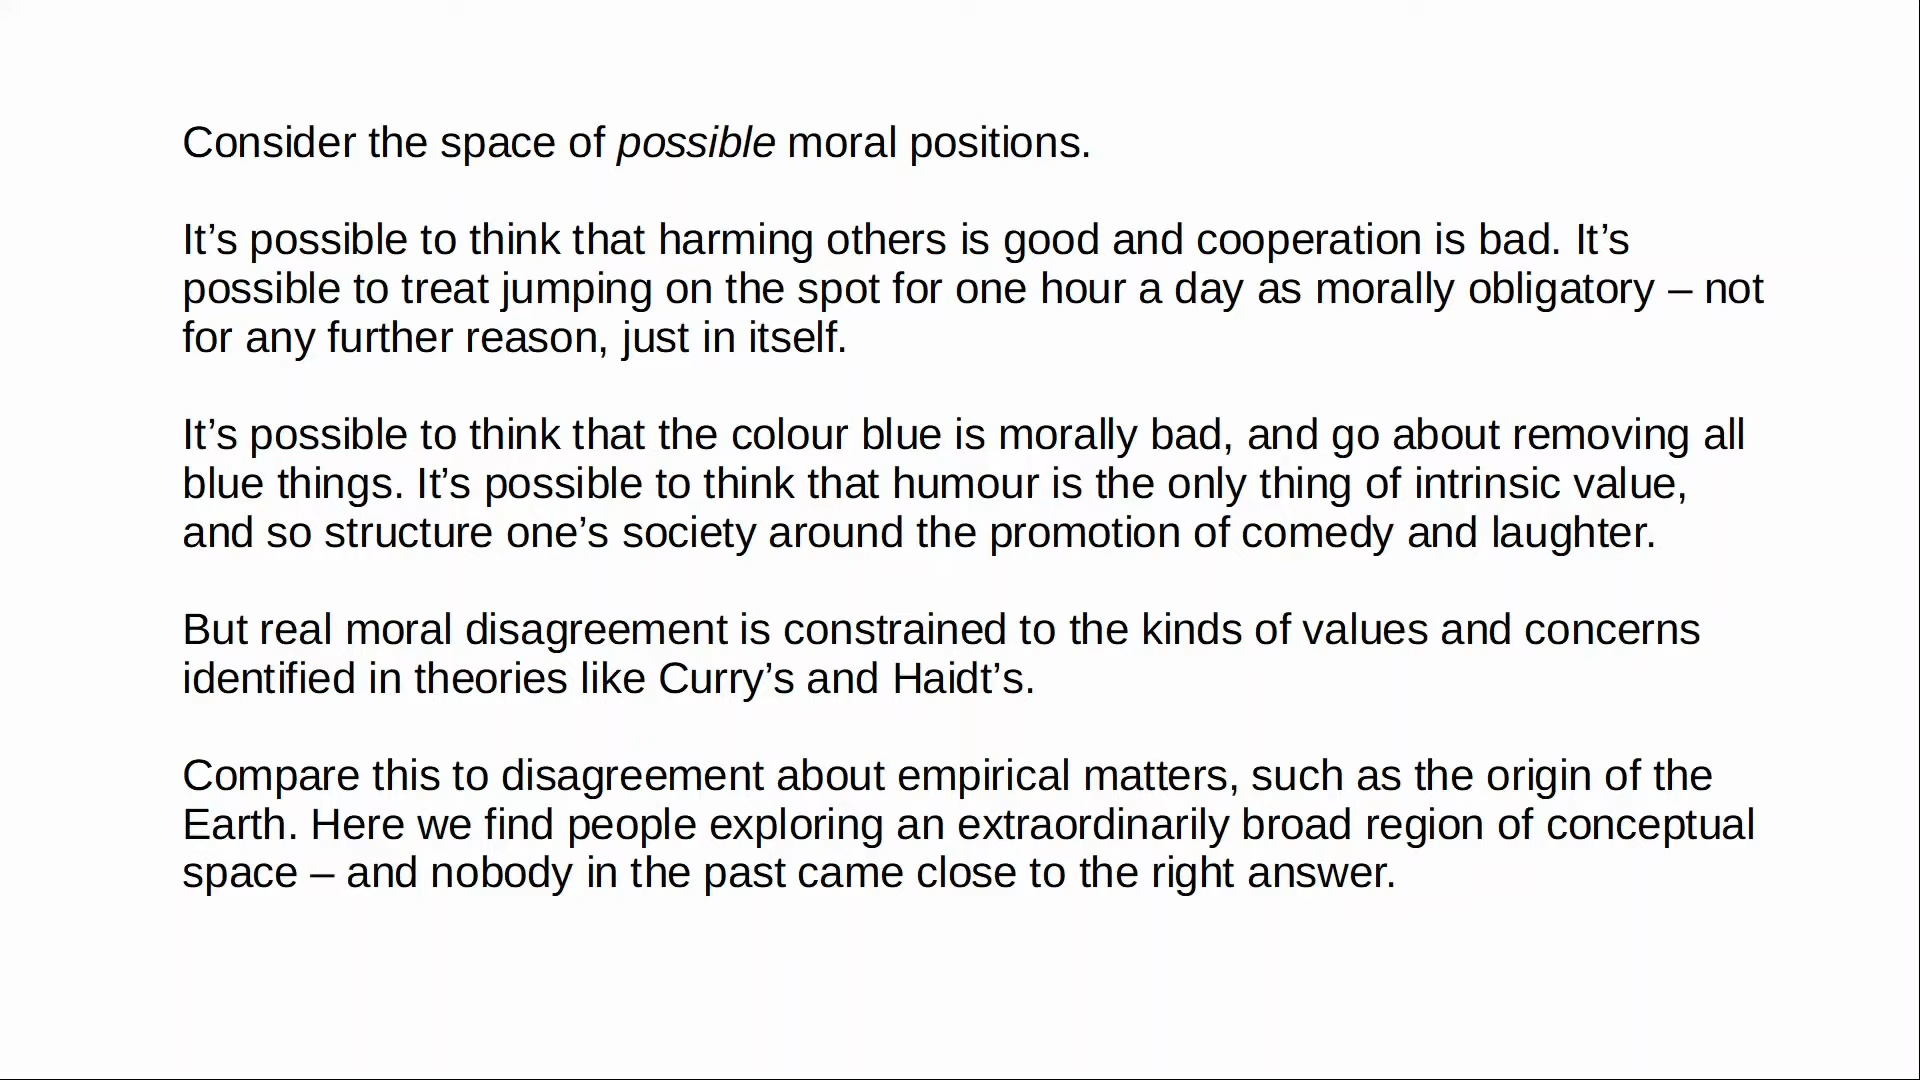 Consider the space of possible moral positions.
It’s possible to think that harming others is good and cooperation is bad. It’s
possible to treat jumping on the spot for one hour a day as morally obligatory – not
for any further reason, just in itself.
It’s possible to think that the colour blue is morally bad, and go about removing all
blue things. It’s possible to think that humour is the only thing of intrinsic value,
and so structure one’s society around the promotion of comedy and laughter.
But real moral disagreement is constrained to the kinds of values and concerns
identified in theories like Curry’s and Haidt’s.
Compare this to disagreement about empirical matters, such as the origin of the
Earth. Here we find people exploring an extraordinarily broad region of conceptual
space – and nobody in the past came close to the right answer.